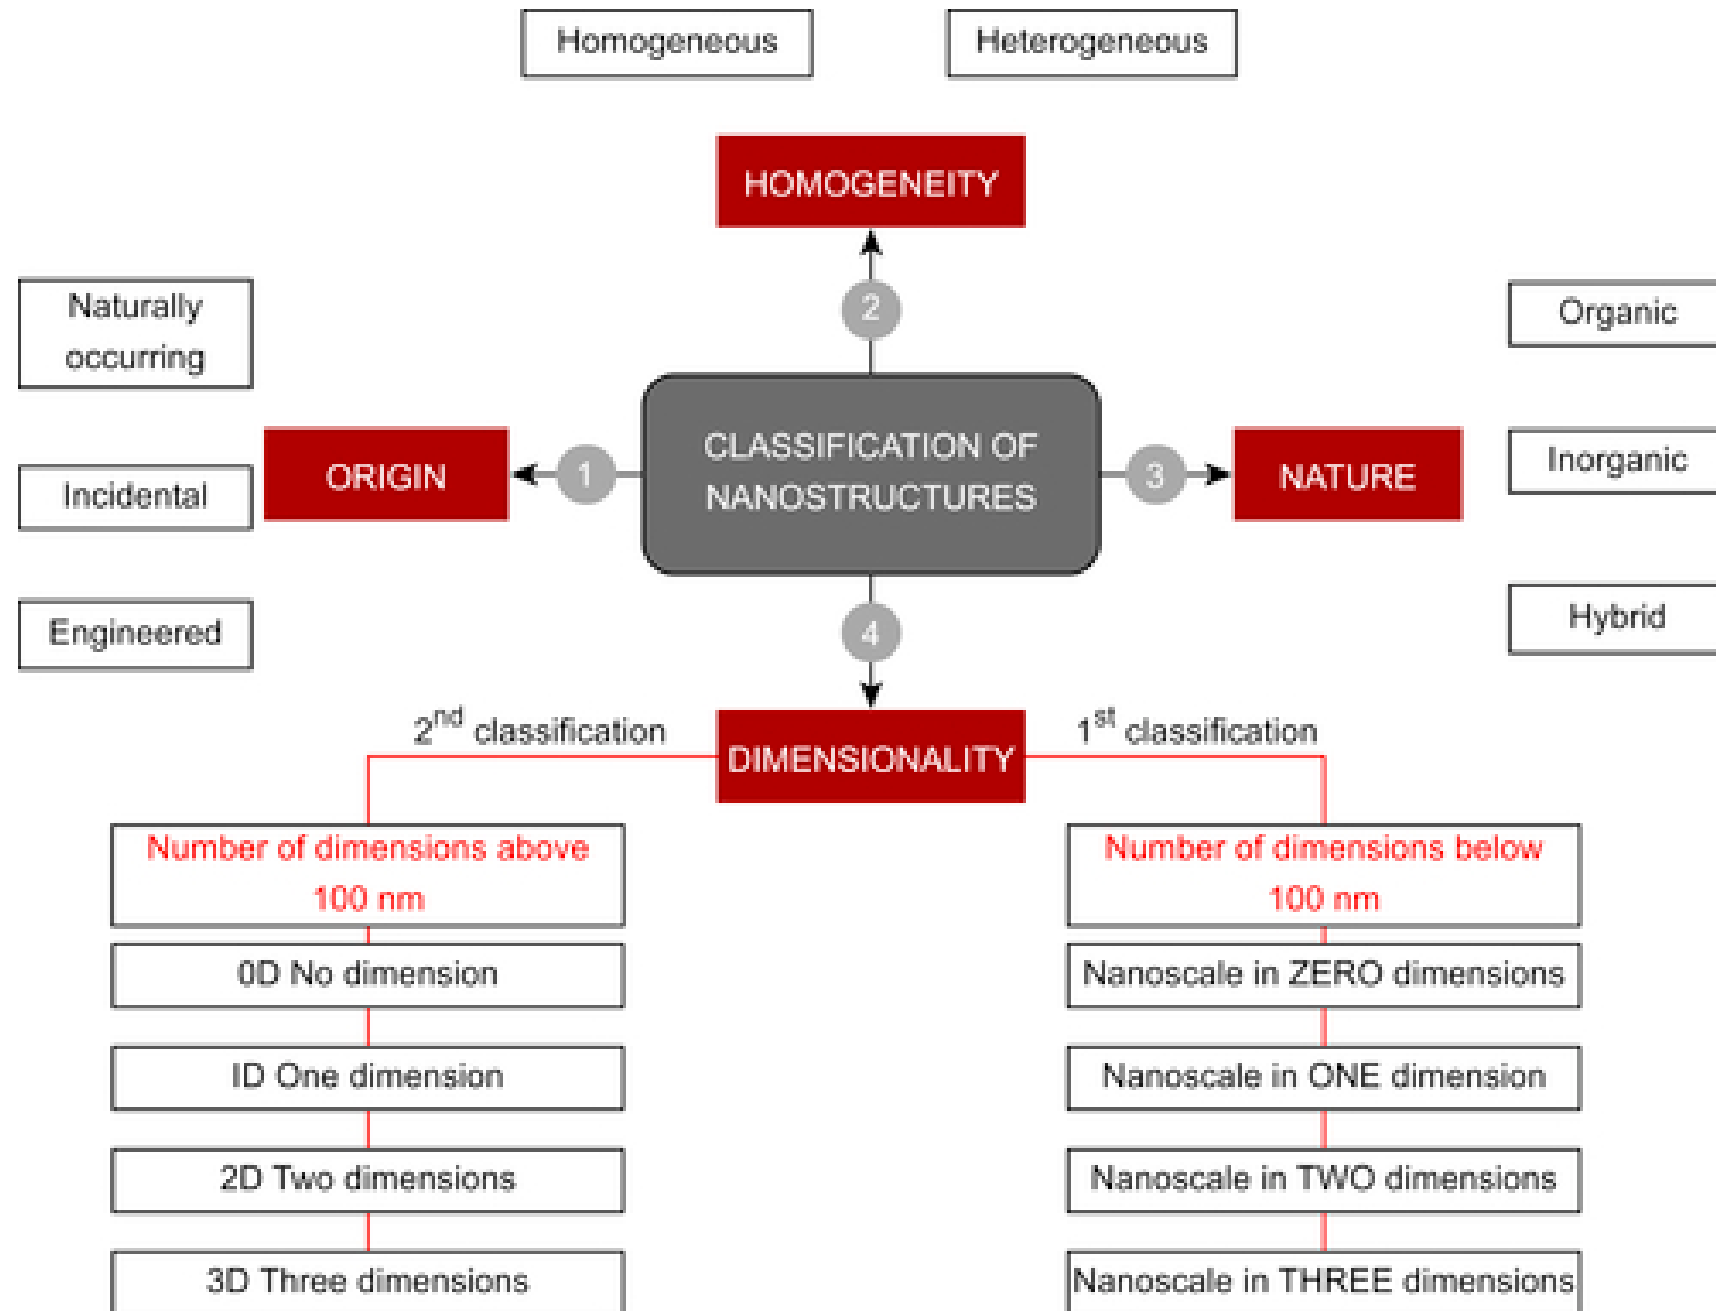 Homogeneous
Heterogeneous
HOMOGENEITY
2
Naturally
occurring
Organic
ORIGIN
1
CLASSIFICATION OF
NANOSTRUCTURES
3
NATURE
Inorganic
Incidental
Engineered
4
Hybrid
2nd classification
DIMENSIONALITY
1st classification
Number of dimensions above
100 nm
0D No dimension
ID One dimension
2D Two dimensions
3D Three dimensions
Number of dimensions below
100 nm
Nanoscale in ZERO dimensions
Nanoscale in ONE dimension
Nanoscale in TWO dimensions
Nanoscale in THREE dimensions